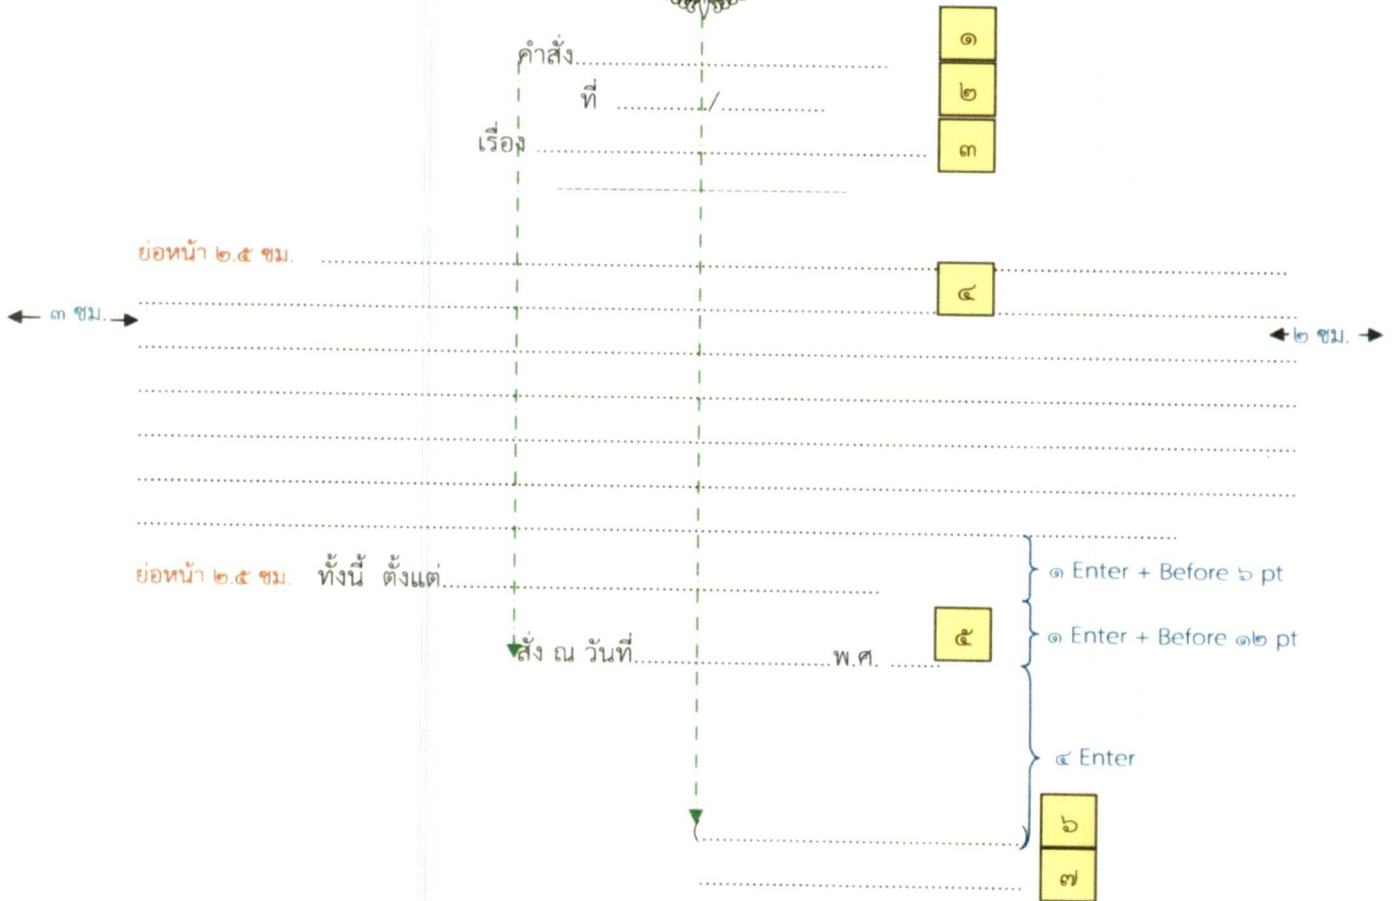 คำสั่ง.......................................................... ๑
ที่ ................/.................. ๒
เรื่อง ........................................................................ ๓
-----------------------------------------------
ย่อหน้า ๒.๕ ซม. ........................................................................
๔
๓ ซม.
๒ ซม.
ย่อหน้า ๒.๕ ซม. ทั้งนี้ ตั้งแต่........................................................................
๑ Enter + Before ๖ pt
สั่ง ณ วันที่....................................พ.ศ. ......... ๕
๑ Enter + Before ๑๒ pt
๔ Enter
(..........................................................) ๖
.......................................................... ๗